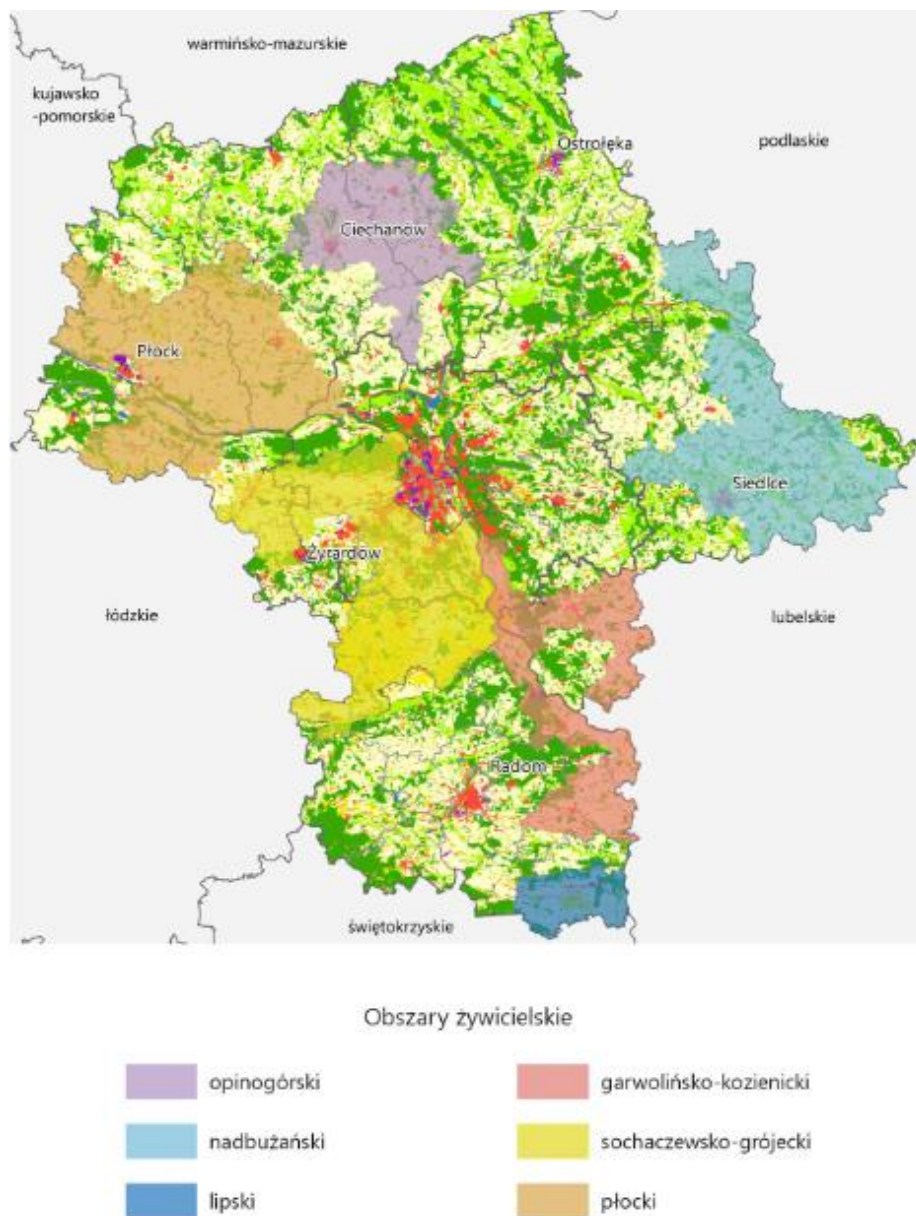 warmińsko-mazurskie
kujawsko
-pomorskie
podlaskie
Ostrołęka
Ciechanów
Płock
Siedlce
Żyrardów
łódzkie
lubelskie
Radom
świętokrzyskie
Obszary żywicielskie
opinogórski
garwolińsko-kozienicki
nadbużański
sochaczewsko-grójecki
lipski
płocki